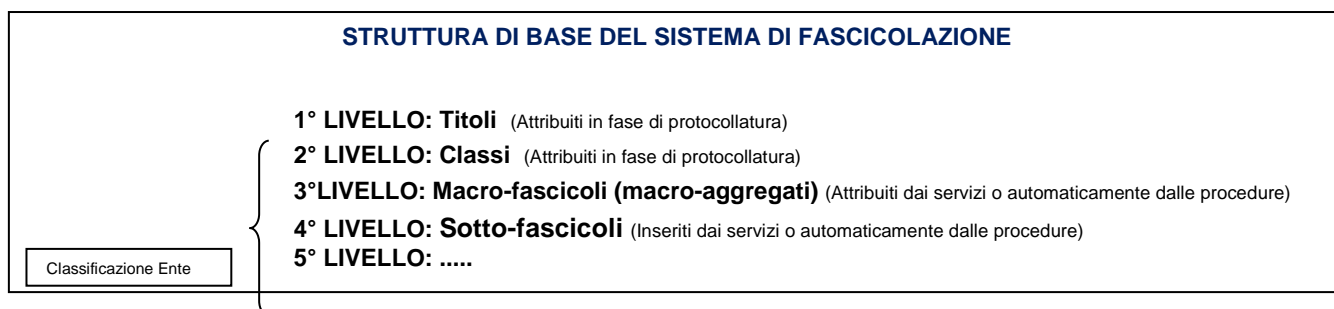 STRUTTURA DI BASE DEL SISTEMA DI FASCICOLAZIONE
1° LIVELLO: Titoli (Attribuiti in fase di protocollatura)
2° LIVELLO: Classi (Attribuiti in fase di protocollatura)
3°LIVELLO: Macro-fascicoli (macro-aggregati) (Attribuiti dai servizi o automaticamente dalle procedure)
4° LIVELLO: Sotto-fascicoli (Inseriti dai servizi o automaticamente dalle procedure)
5° LIVELLO: .....
Classificazione Ente